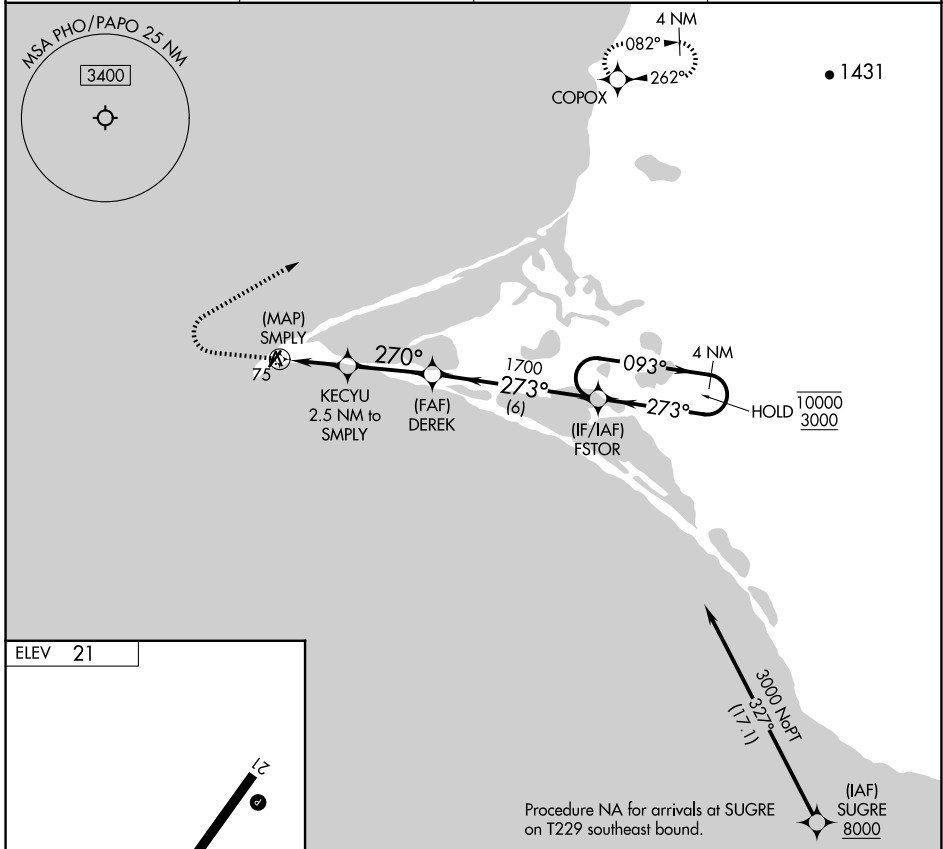 MSA PHO/PAPO 25 NM
3400
4 NM
082°
262°
COPOX
1431
(MAP)
SMPLY
75
270°
KECYU
2.5 NM to
SMPLY
(FAF)
DEREK
1700
273°
(6)
(IF/IAF)
FSTOR
093°
4 NM
273°
HOLD
10000
3000
ELEV 21
21
P
3000 NoPT
327°
(17.1)
Procedure NA for arrivals at SUGRE
on T229 southeast bound.
(IAF)
SUGRE
8000